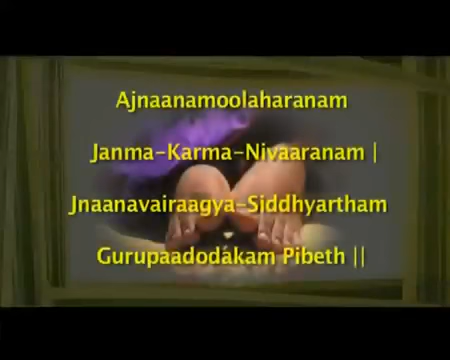 Ajnaanamoolaharanam
Janma-Karma-Nivaaranam |
Jnaanavairaagya-Siddhyartham
Gurupaadodakam Pibeth ||